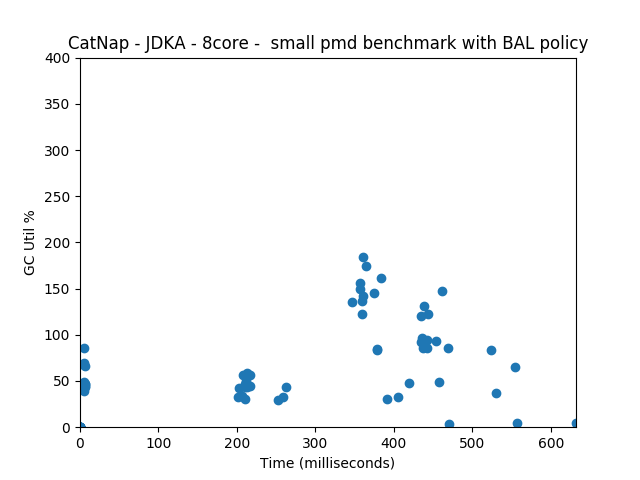 CatNap - JDKA - 8core -  small pmd benchmark with BAL policy
400
350
300
250
200
150
100
50
0
GC Util %
0 100 200 300 400 500 600
Time (milliseconds)